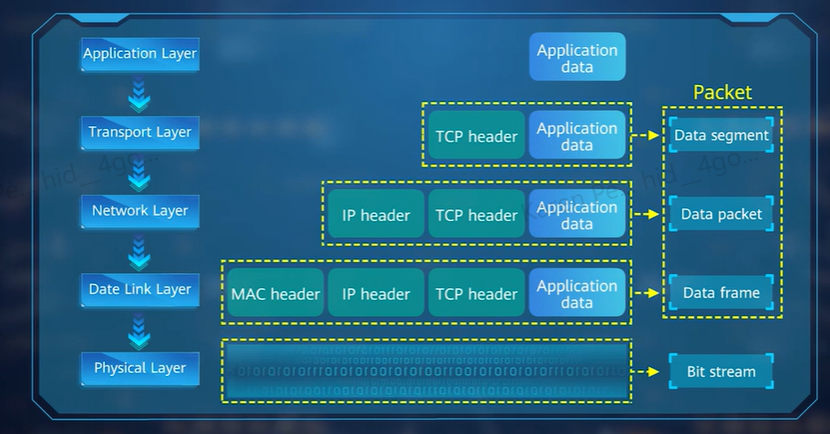 Application Layer
Application
data
Packet
Transport Layer
TCP header
Application
data
Data segment
Network Layer
IP header
TCP header
Application
data
Data packet
Date Link Layer
MAC header
IP header
TCP header
Application
data
Data frame
Physical Layer
Bit stream